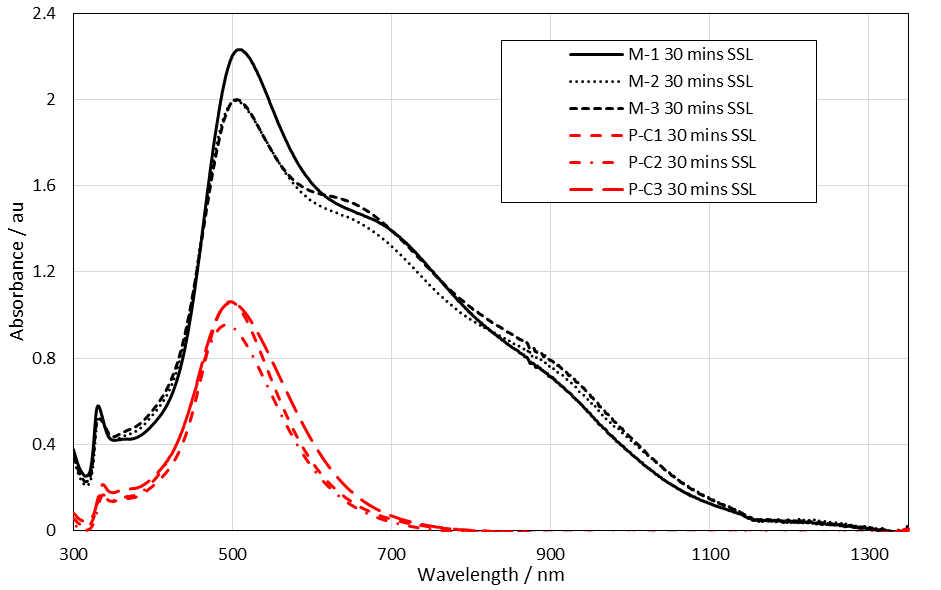 2.4
2
1.6
1.2
0.8
0.4
0
Absorbance / au
M-1 30 mins SSL
M-2 30 mins SSL
M-3 30 mins SSL
P-C1 30 mins SSL
P-C2 30 mins SSL
P-C3 30 mins SSL
300 500 700 900 1100 1300
Wavelength / nm